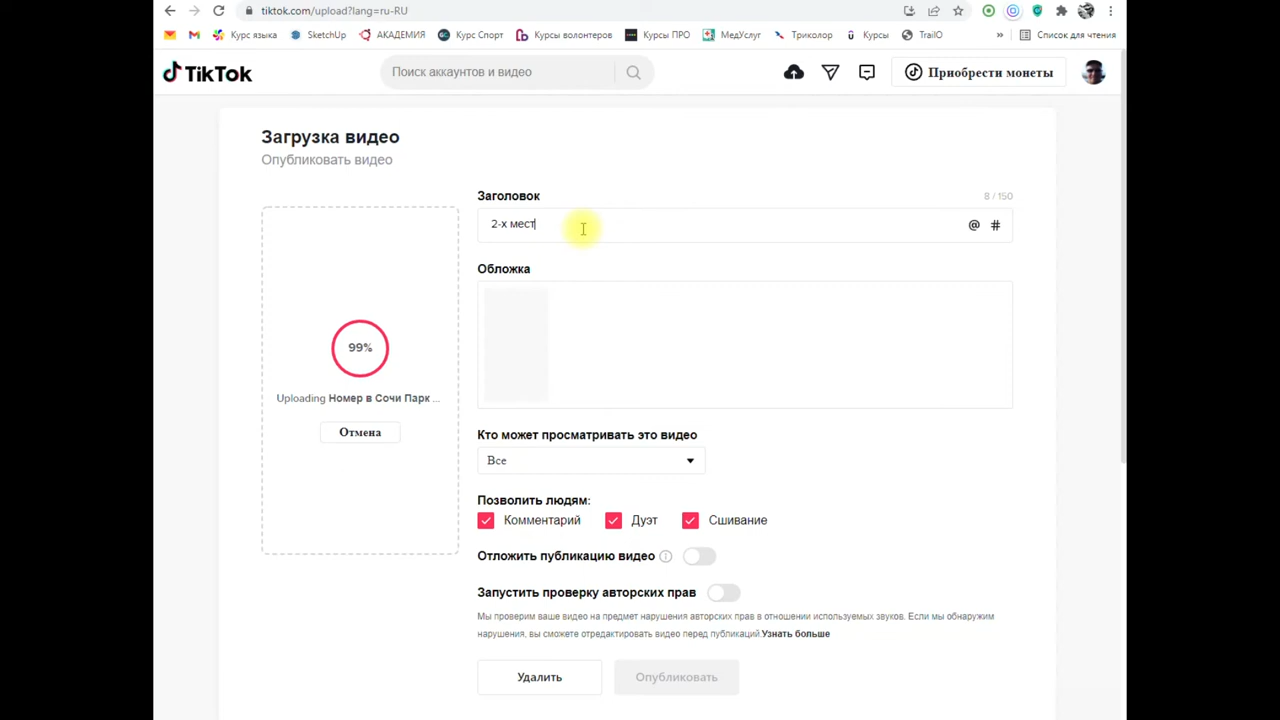 tiktok.com/upload?lang=ru-RU
Курс языка SketchUp АКАДЕМИЯ Курс Спорт Курсы волонтеров Курсы ПРО МедУслуг Триколор Курсы TrailO » Список для чтения
TikTok Поиск аккаунтов и видео Приобрести монеты
Загрузка видео
Опубликовать видео
Заголовок 8 / 150
2-х мест @ #
Обложка
99%
Uploading Номер в Сочи Парк ...
Отмена
Кто может просматривать это видео
Все
Позволить людям:
Комментарий Дуэт Сшивание
Отложить публикацию видео
Запустить проверку авторских прав
Мы проверим ваше видео на предмет нарушения авторских прав в отношении используемых звуков. Если мы обнаружим
нарушения, вы сможете отредактировать видео перед публикацией.Узнать больше
Удалить Опубликовать